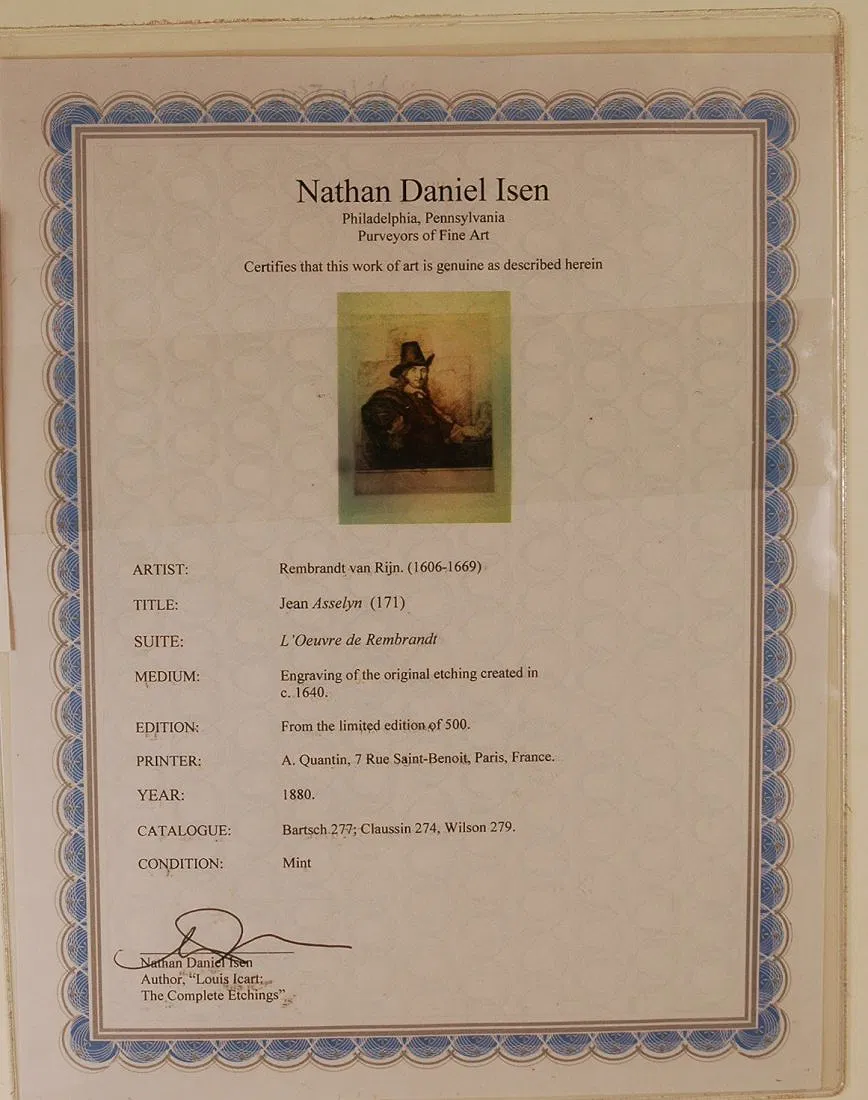 Nathan Daniel Isen
Philadelphia, Pennsylvania
Purveyors of Fine Art
Certifies that this work of art is genuine as described herein
ARTIST: Rembrandt van Rijn. (1606-1669)
TITLE: Jean Asselyn (171)
SUITE: L'Oeuvre de Rembrandt
MEDIUM: Engraving of the original etching created in
c. 1640.
EDITION: From the limited edition of 500.
PRINTER: A. Quantin, 7 Rue Saint-Benoit, Paris, France.
YEAR: 1880.
CATALOGUE: Bartsch 277; Claussin 274, Wilson 279.
CONDITION: Mint
Nathan Daniel Isen
Author, “Louis Icart:
The Complete Etchings”